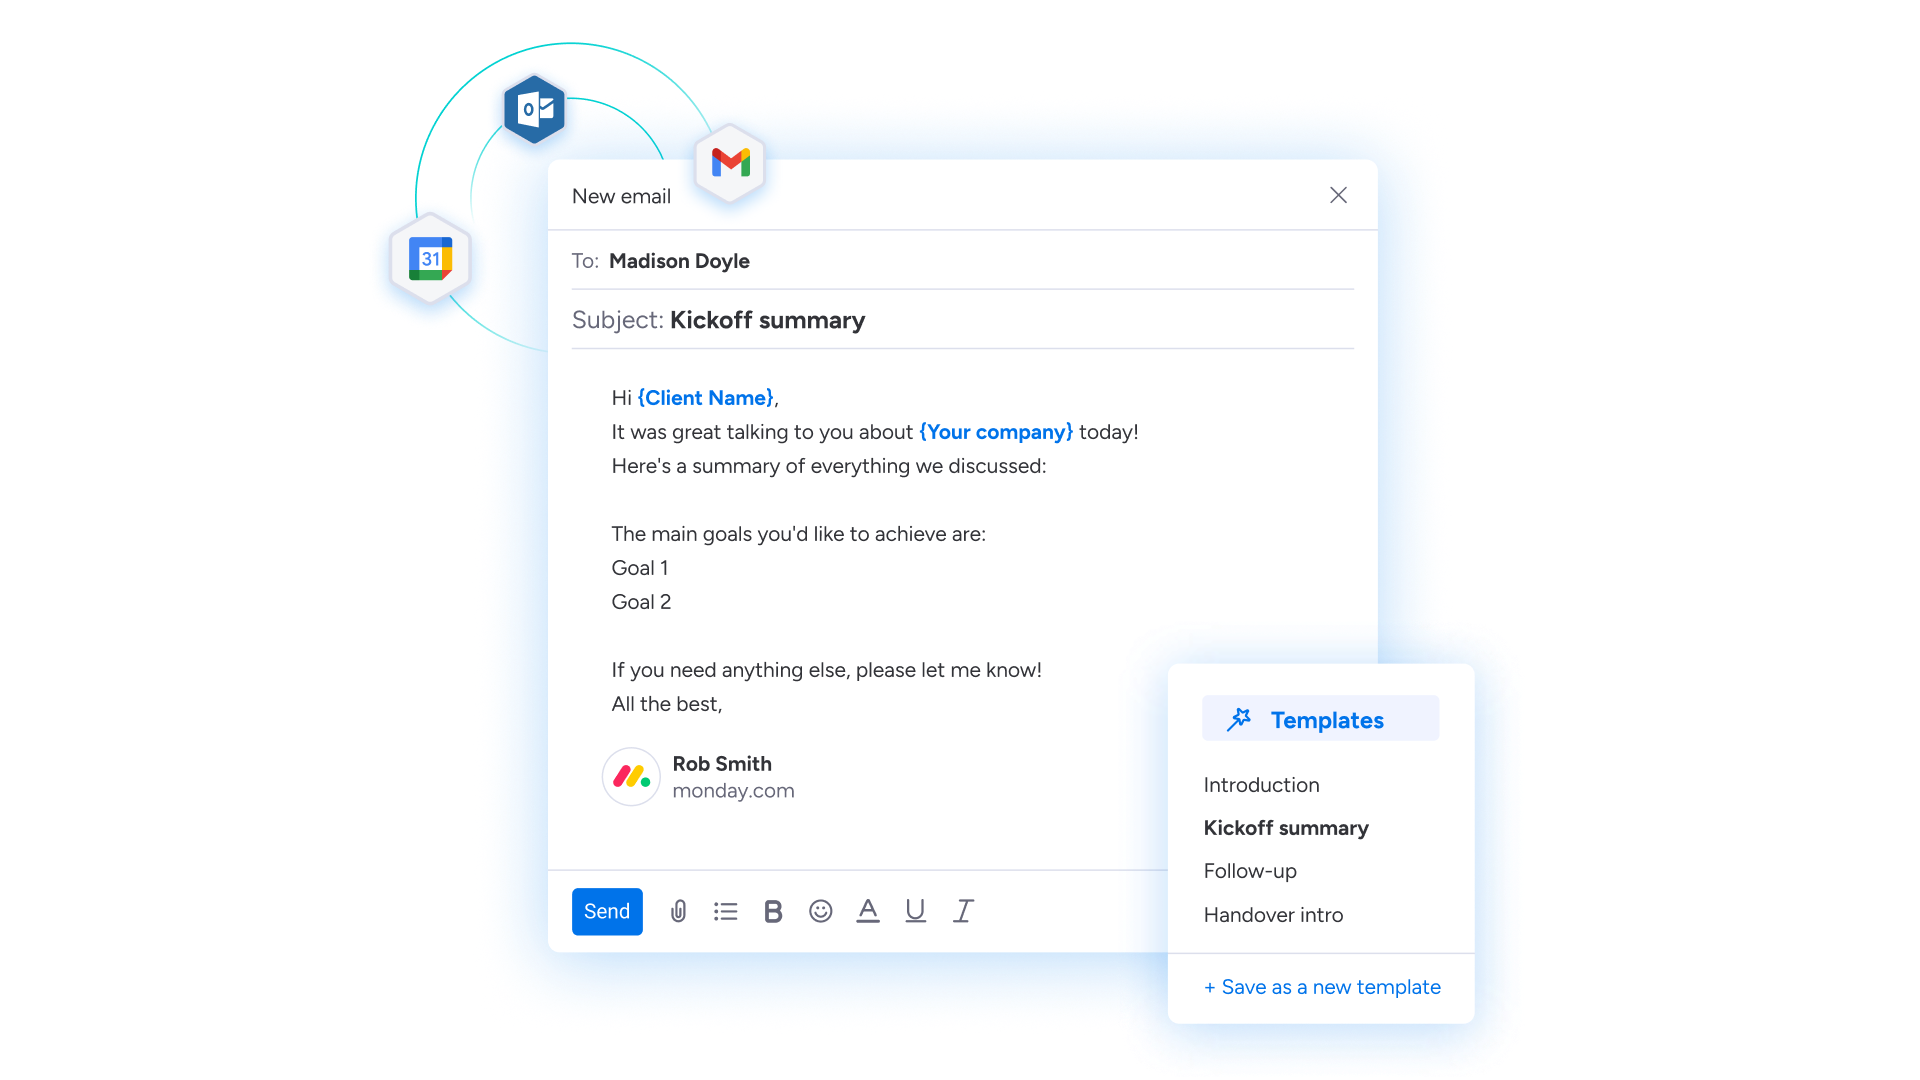 New email
To: Madison Doyle
Subject: Kickoff summary
Hi {Client Name},
It was great talking to you about {Your company} today!
Here's a summary of everything we discussed:
The main goals you'd like to achieve are:
Goal 1
Goal 2
If you need anything else, please let me know!
All the best,
Rob Smith
monday.com
Send
B
A
U
I
Templates
Introduction
Kickoff summary
Follow-up
Handover intro
+ Save as a new template
31
O